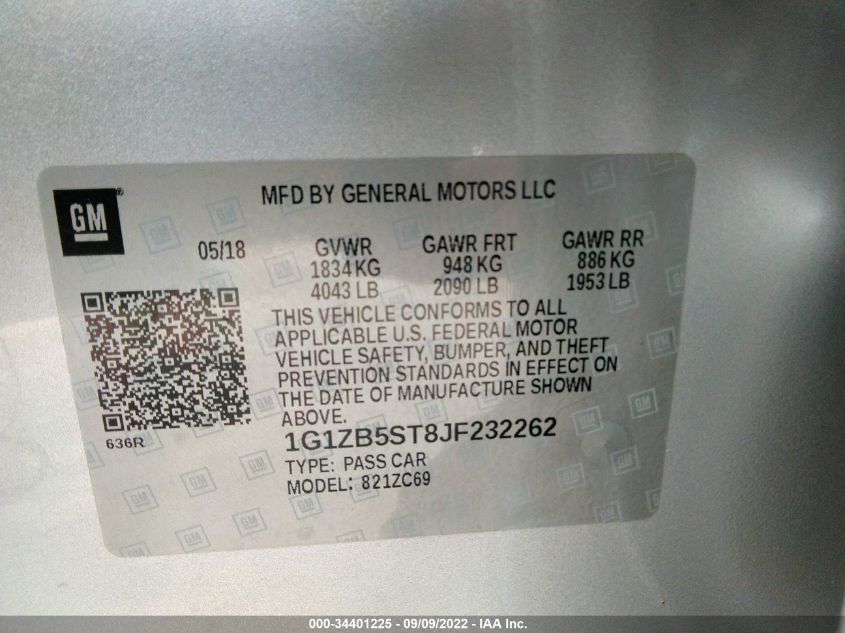 GM
MFD BY GENERAL MOTORS LLC
05/18 GVWR GAWR FRT GAWR RR
1834 KG 948 KG 886 KG
4043 LB 2090 LB 1953 LB
THIS VEHICLE CONFORMS TO ALL
APPLICABLE U.S. FEDERAL MOTOR
VEHICLE SAFETY, BUMPER, AND THEFT
PREVENTION STANDARDS IN EFFECT ON
THE DATE OF MANUFACTURE SHOWN
ABOVE.
636R
1G1ZB5ST8JF232262
TYPE: PASS CAR
MODEL: 821ZC69
000-34401225 - 09/09/2022 - IAA Inc.